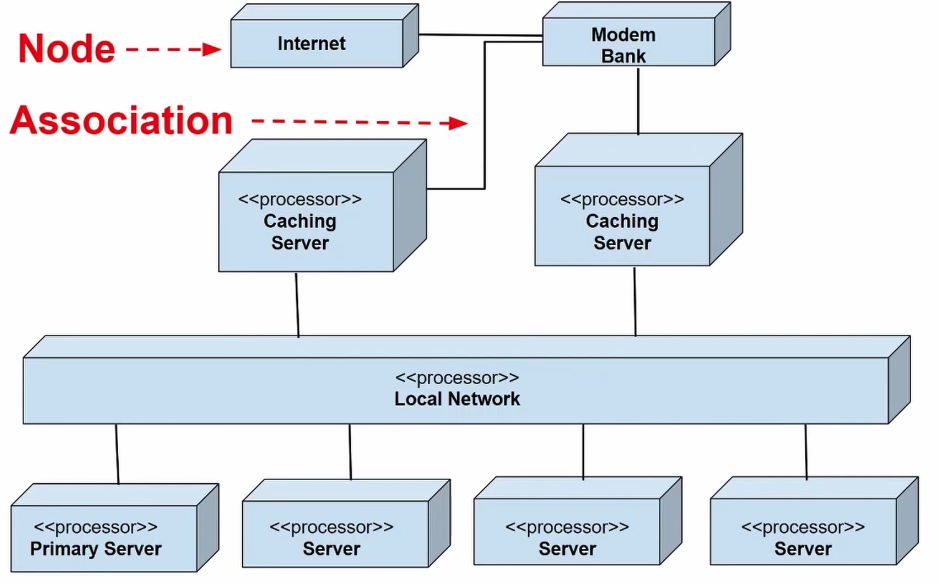 Node
Internet
Modem
Bank
Association
<<processor>>
Caching
Server
<<processor>>
Caching
Server
<<processor>>
Local Network
<<processor>>
Primary Server
<<processor>>
Server
<<processor>>
Server
<<processor>>
Server